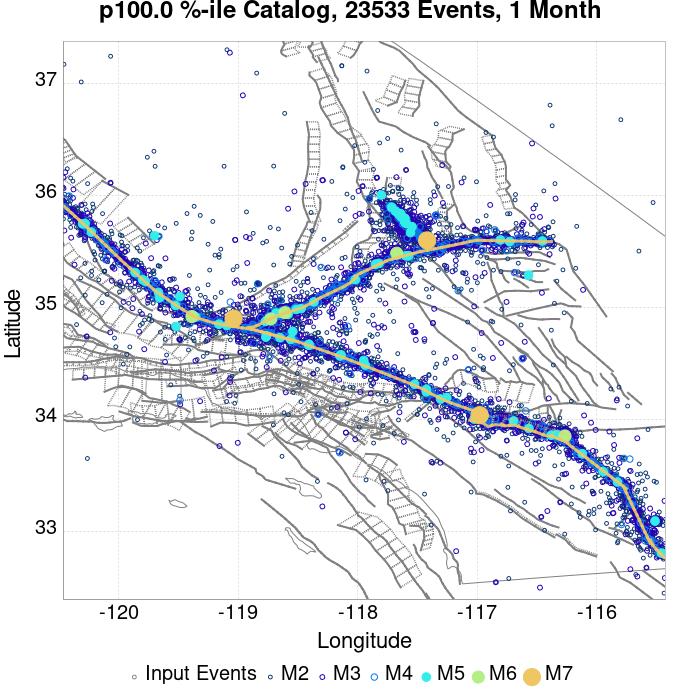 p100.0 %-ile Catalog, 23533 Events, 1 Month
37
36
35
34
33
Latitude
-120 -119 -118 -117 -116
Longitude
Input Events M2 M3 M4 M5 M6 M7